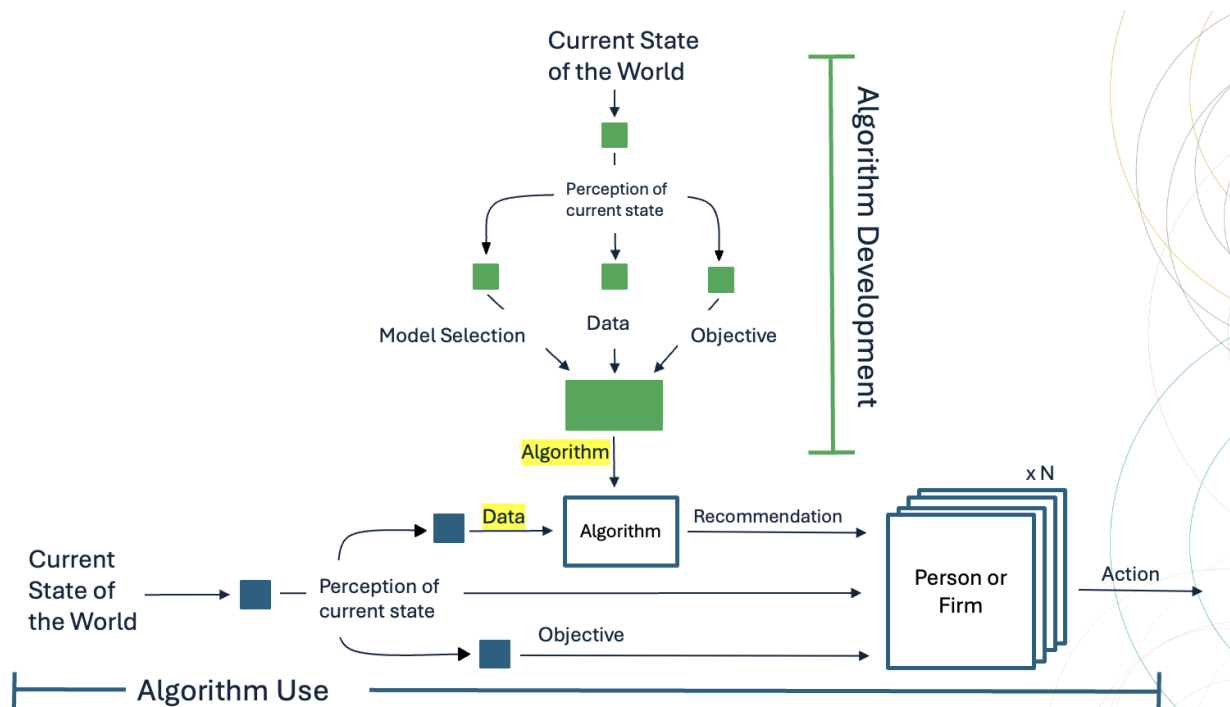 Current State
of the World
Algorithm Development
Perception of
current state
Model Selection
Data
Objective
Algorithm
x N
Data
Algorithm
Recommendation
Person or
Firm
Action
Current
State of
the World
Perception of
current state
Objective
Algorithm Use